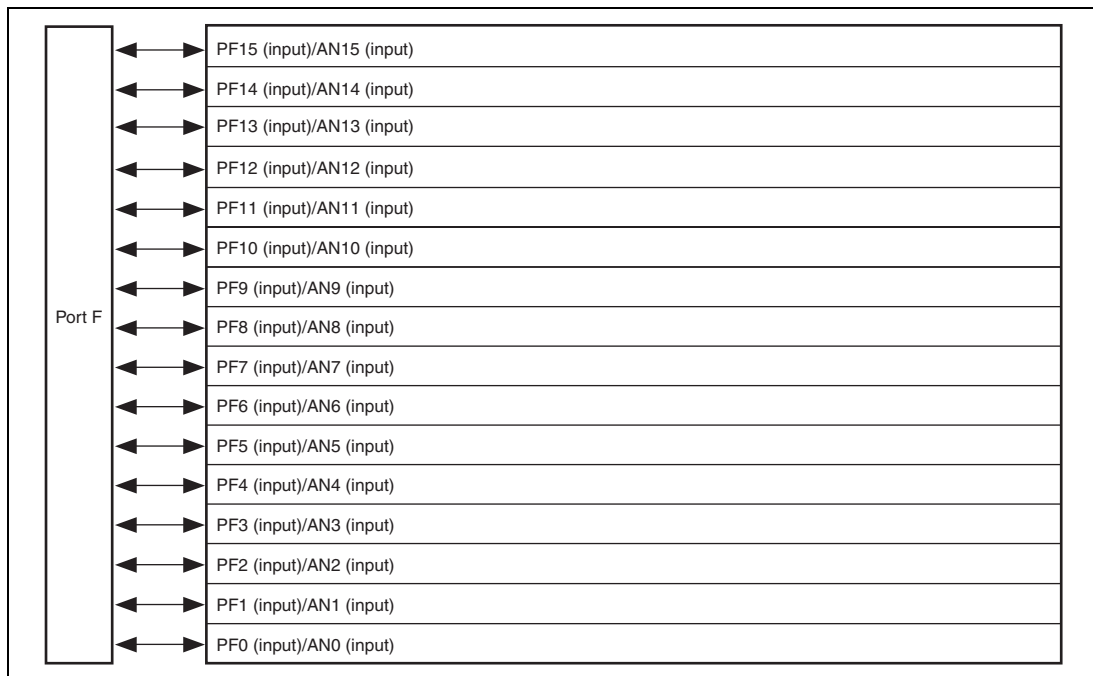 Port F
PF15 (input)/AN15 (input)
PF14 (input)/AN14 (input)
PF13 (input)/AN13 (input)
PF12 (input)/AN12 (input)
PF11 (input)/AN11 (input)
PF10 (input)/AN10 (input)
PF9 (input)/AN9 (input)
PF8 (input)/AN8 (input)
PF7 (input)/AN7 (input)
PF6 (input)/AN6 (input)
PF5 (input)/AN5 (input)
PF4 (input)/AN4 (input)
PF3 (input)/AN3 (input)
PF2 (input)/AN2 (input)
PF1 (input)/AN1 (input)
PF0 (input)/AN0 (input)